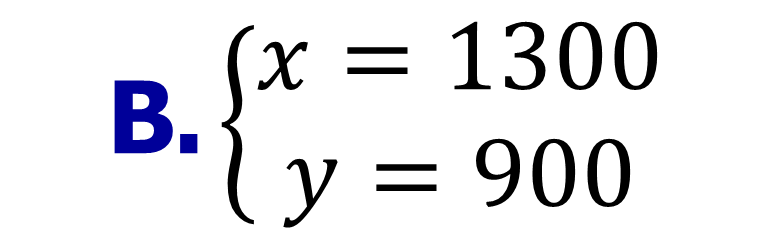 B. { x = 1300
y = 900